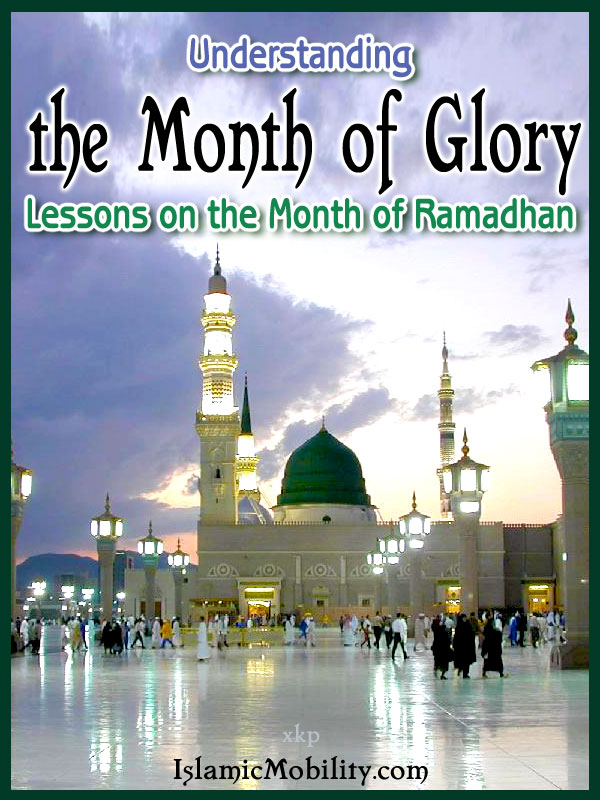 Understanding
the Month of Glory
Lessons on the Month of Ramadhan
xkp
IslamicMobility.com